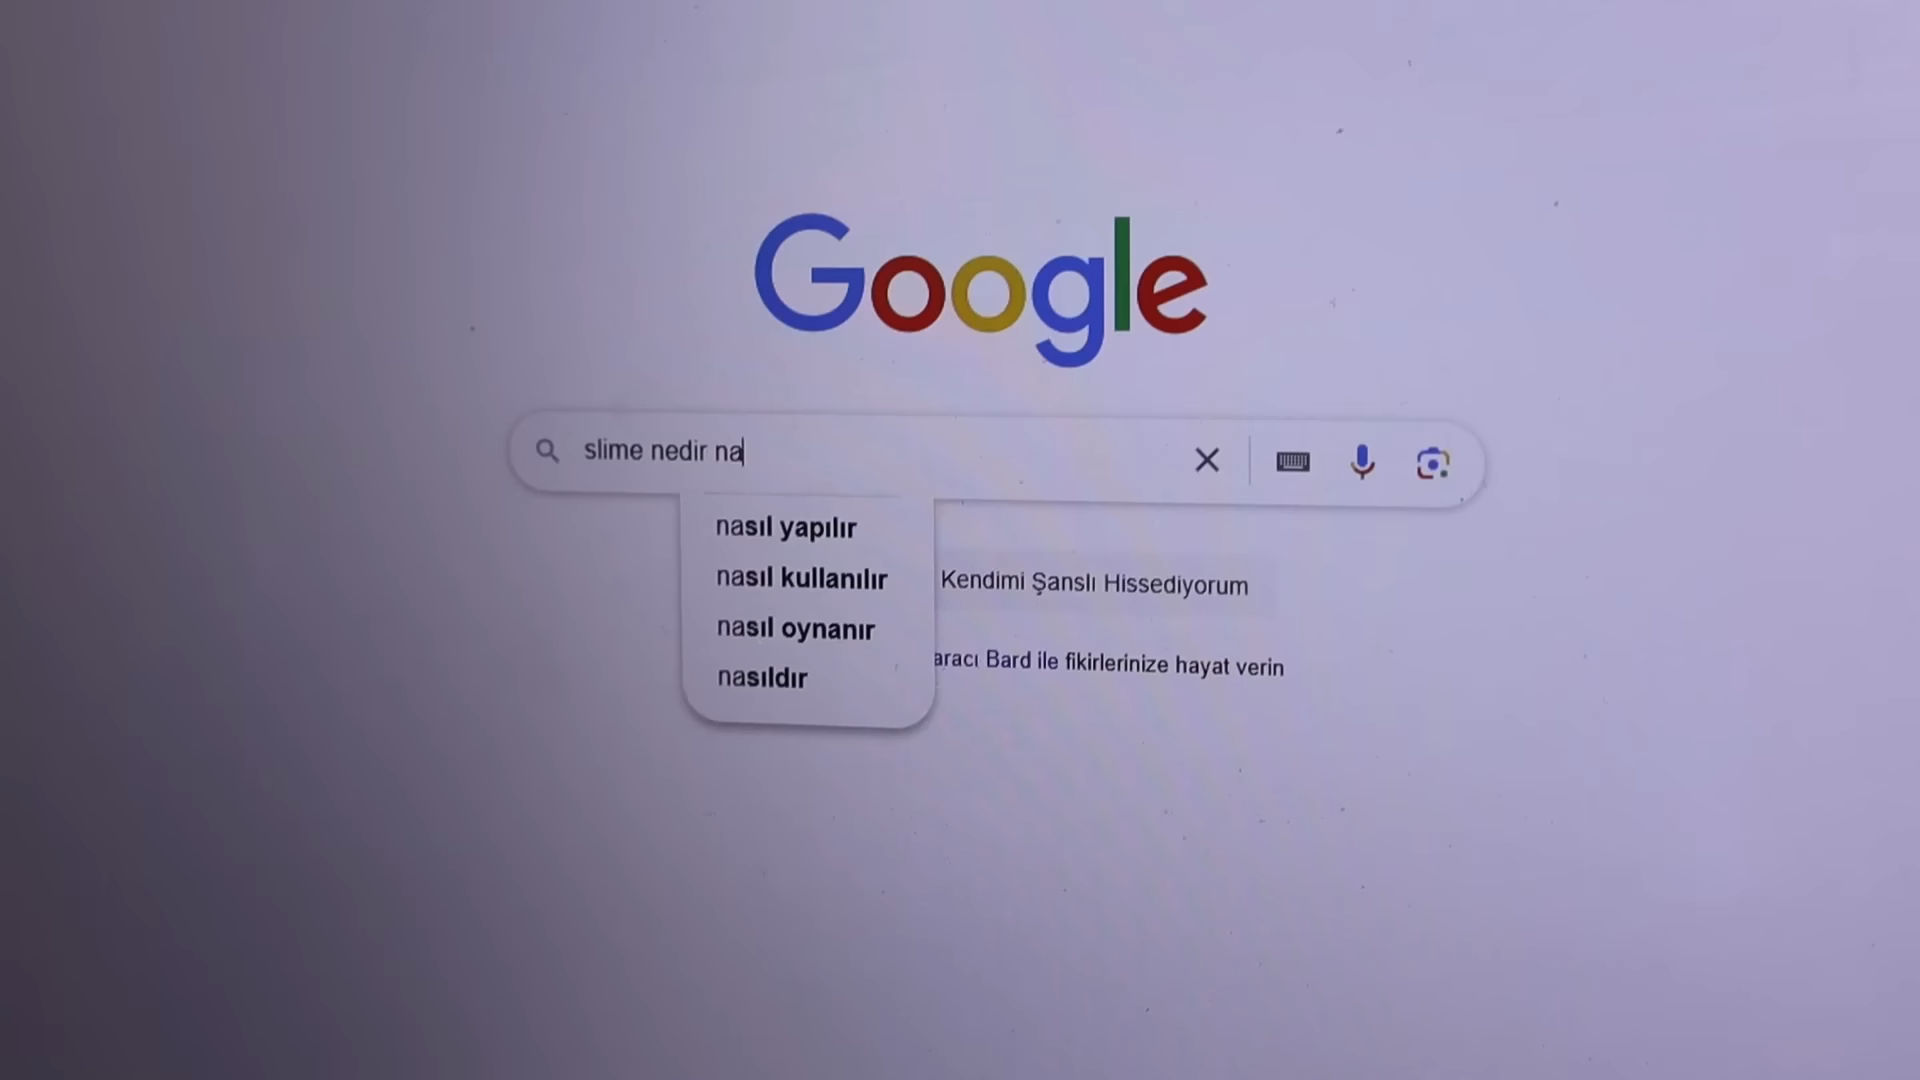 Google
slime nedir na
nasıl yapılır
nasıl kullanılır
nasıl oynanır
nasıldır
Kendimi Şanslı Hissediyorum
aracı Bard ile fikirlerinize hayat verin